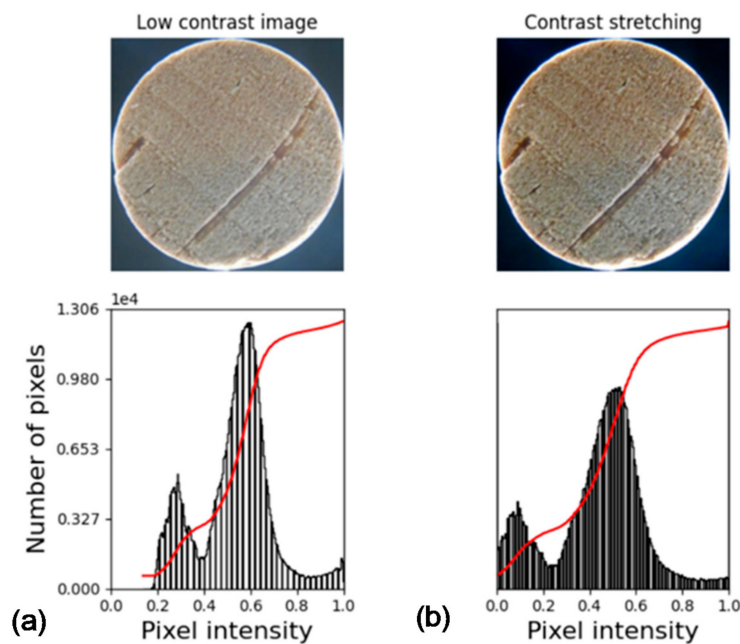 Low contrast image
Contrast stretching
1e4
1.306
0.980
0.653
0.327
0.000
Number of pixels
0.0 0.2 0.4 0.6 0.8 1.0
0.0 0.2 0.4 0.6 0.8 1.0
(a) Pixel intensity
(b) Pixel intensity